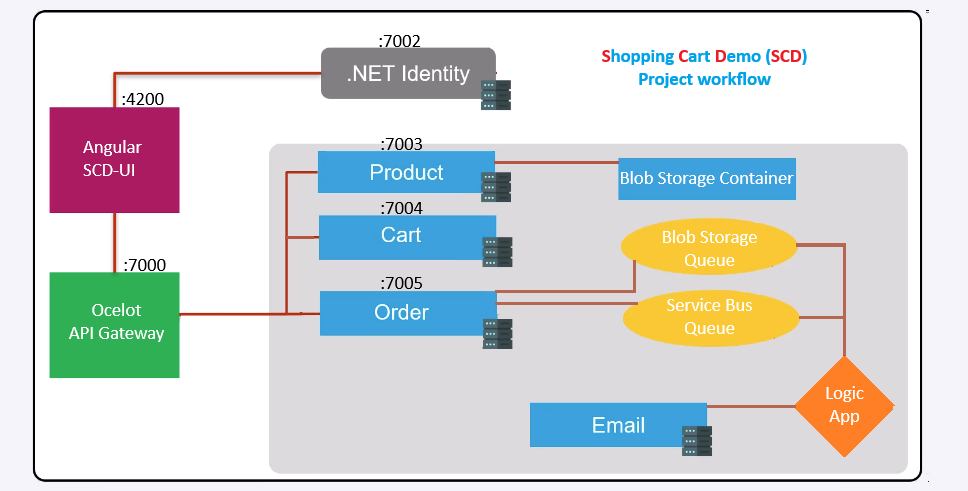 Shopping Cart Demo (SCD)
Project workflow
:7002
.NET Identity
:4200
Angular
SCD-UI
:7000
Ocelot
API Gateway
:7003
Product
Blob Storage Container
:7004
Cart
Blob Storage
Queue
:7005
Order
Service Bus
Queue
Logic
App
Email